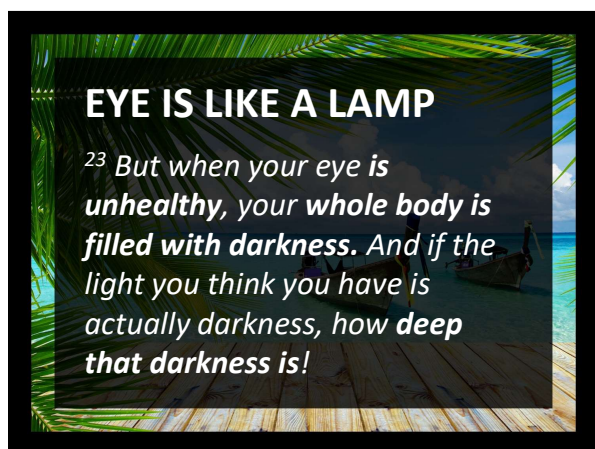 EYE IS LIKE A LAMP
23 But when your eye is
unhealthy, your whole body is
filled with darkness. And if the
light you think you have is
actually darkness, how deep
that darkness is!